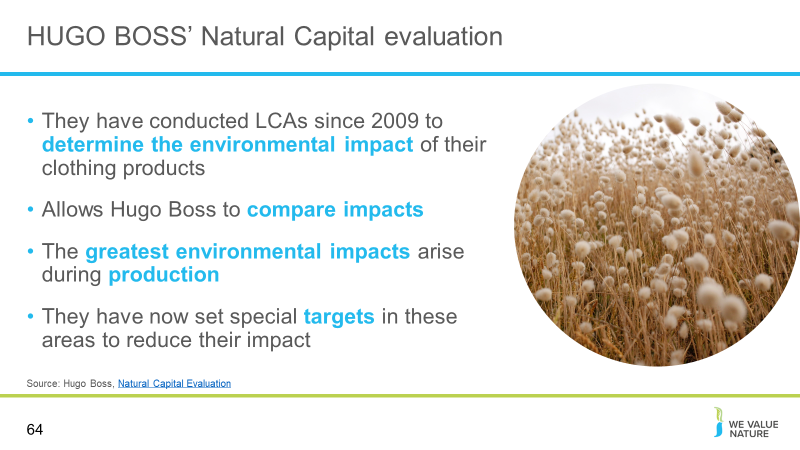 HUGO BOSS’ Natural Capital evaluation
• They have conducted LCAs since 2009 to
determine the environmental impact of their
clothing products
• Allows Hugo Boss to compare impacts
• The greatest environmental impacts arise
during production
• They have now set special targets in these
areas to reduce their impact
Source: Hugo Boss, Natural Capital Evaluation
64
WE VALUE
NATURE